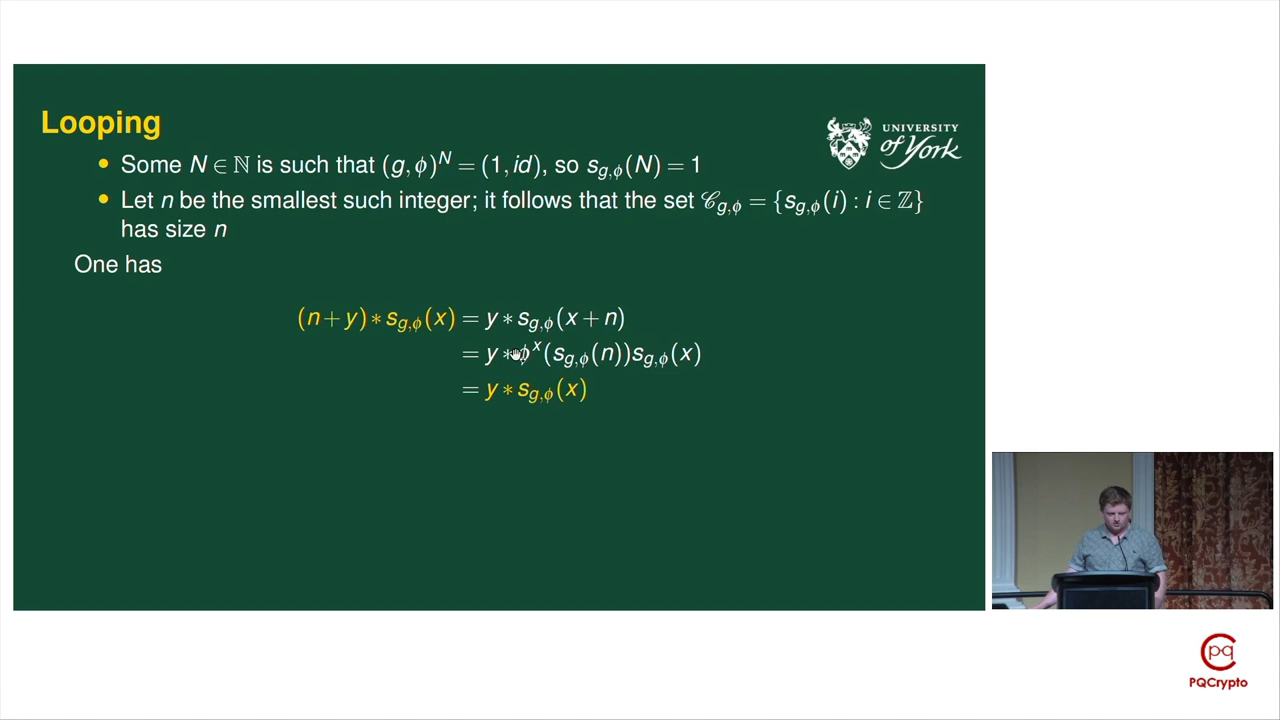 Looping
UNIVERSITY
of York
• Some N ∈ ℕ is such that (g, ϕ)^N = (1, id), so s_{g,ϕ}(N) = 1
• Let n be the smallest such integer; it follows that the set 𝒞_{g,ϕ} = {s_{g,ϕ}(i) : i ∈ ℤ}
has size n
One has
(n + y) ∗ s_{g,ϕ}(x) = y ∗ s_{g,ϕ}(x + n)
= y ∗ ϕ^x(s_{g,ϕ}(n))s_{g,ϕ}(x)
= y ∗ s_{g,ϕ}(x)
pq
PQCrypto